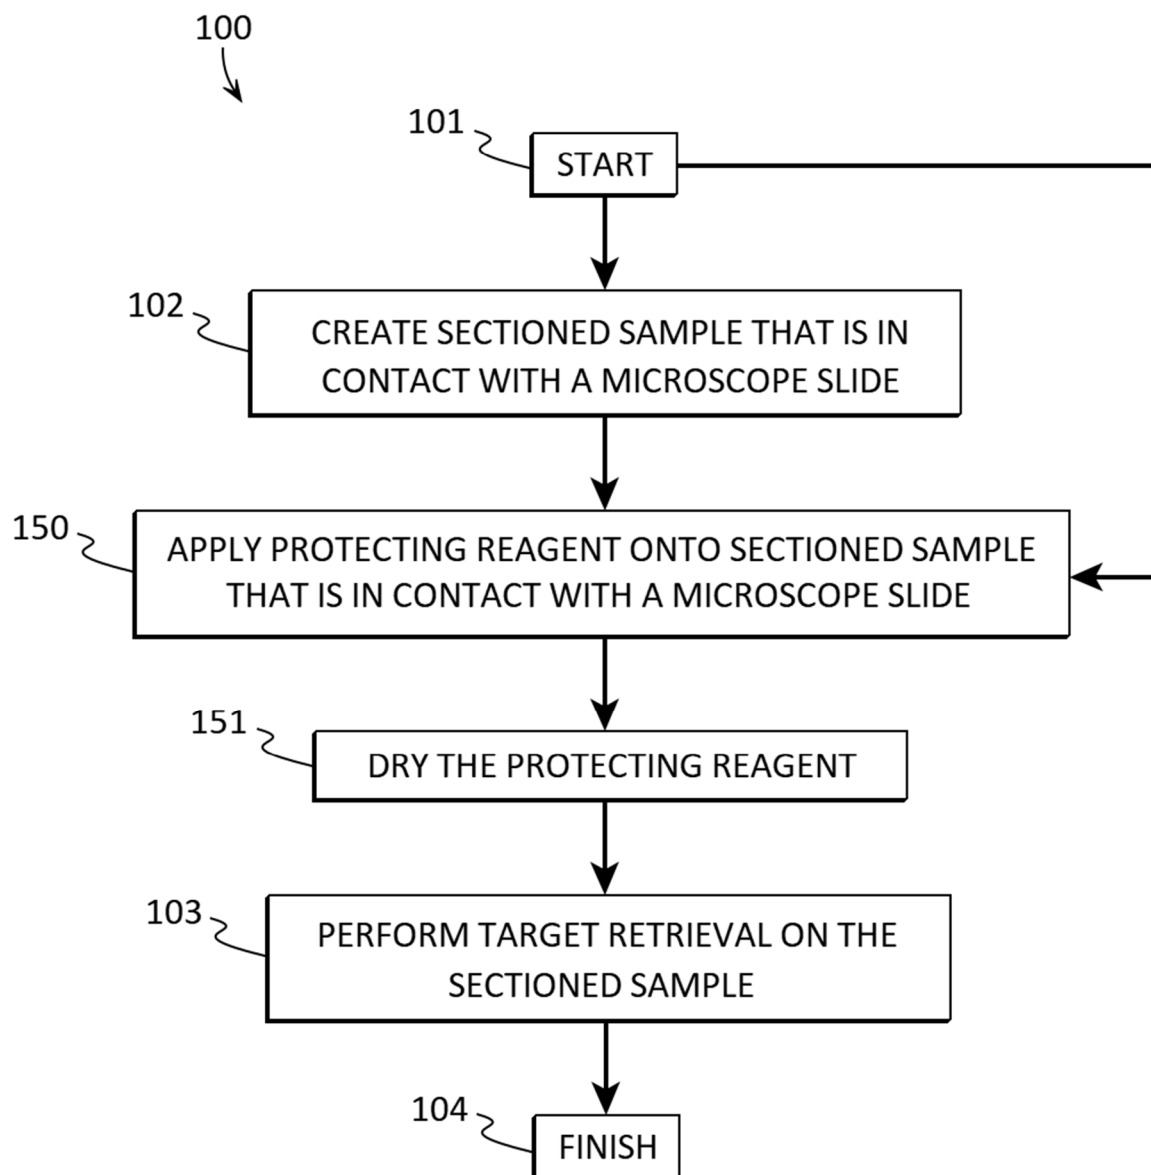 100
101
START
102
CREATE SECTIONED SAMPLE THAT IS IN
CONTACT WITH A MICROSCOPE SLIDE
150
APPLY PROTECTING REAGENT ONTO SECTIONED SAMPLE
THAT IS IN CONTACT WITH A MICROSCOPE SLIDE
151
DRY THE PROTECTING REAGENT
103
PERFORM TARGET RETRIEVAL ON THE
SECTIONED SAMPLE
104
FINISH